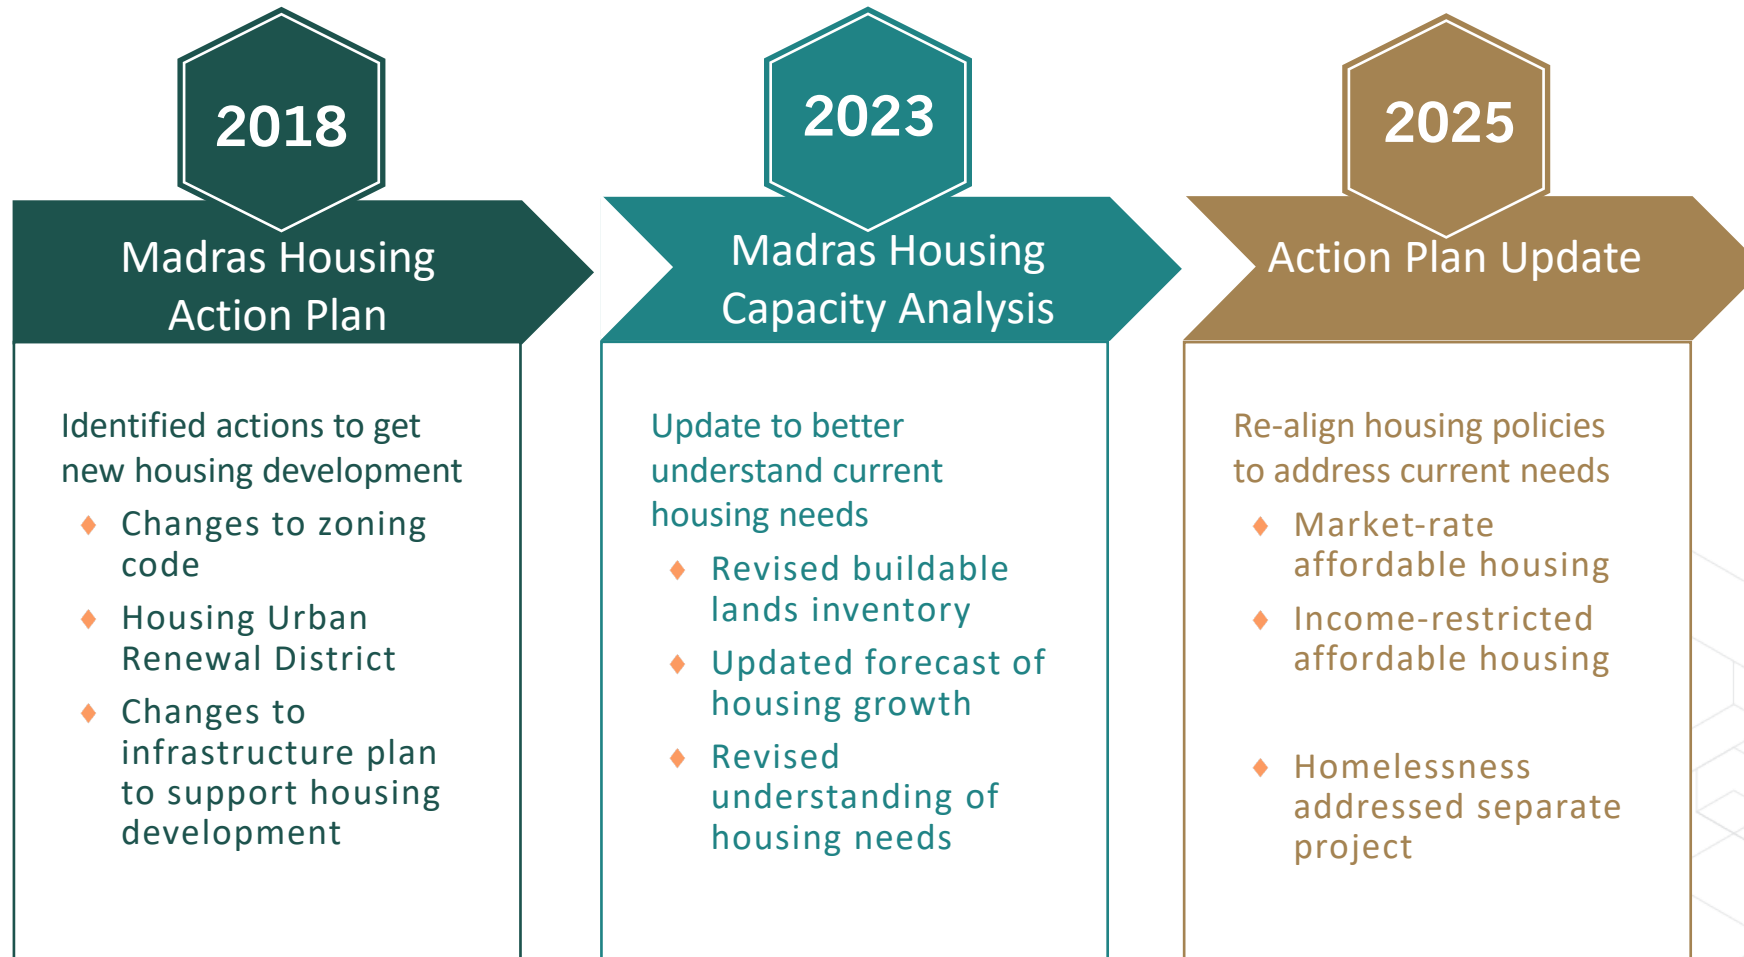 2018
Madras Housing
Action Plan
Identified actions to get
new housing development
Changes to zoning
code
Housing Urban
Renewal District
Changes to
infrastructure plan
to support housing
development
2023
Madras Housing
Capacity Analysis
Update to better
understand current
housing needs
Revised buildable
lands inventory
Updated forecast of
housing growth
Revised
understanding of
housing needs
2025
Action Plan Update
Re-align housing policies
to address current needs
Market-rate
affordable housing
Income-restricted
affordable housing
Homelessness
addressed separate
project